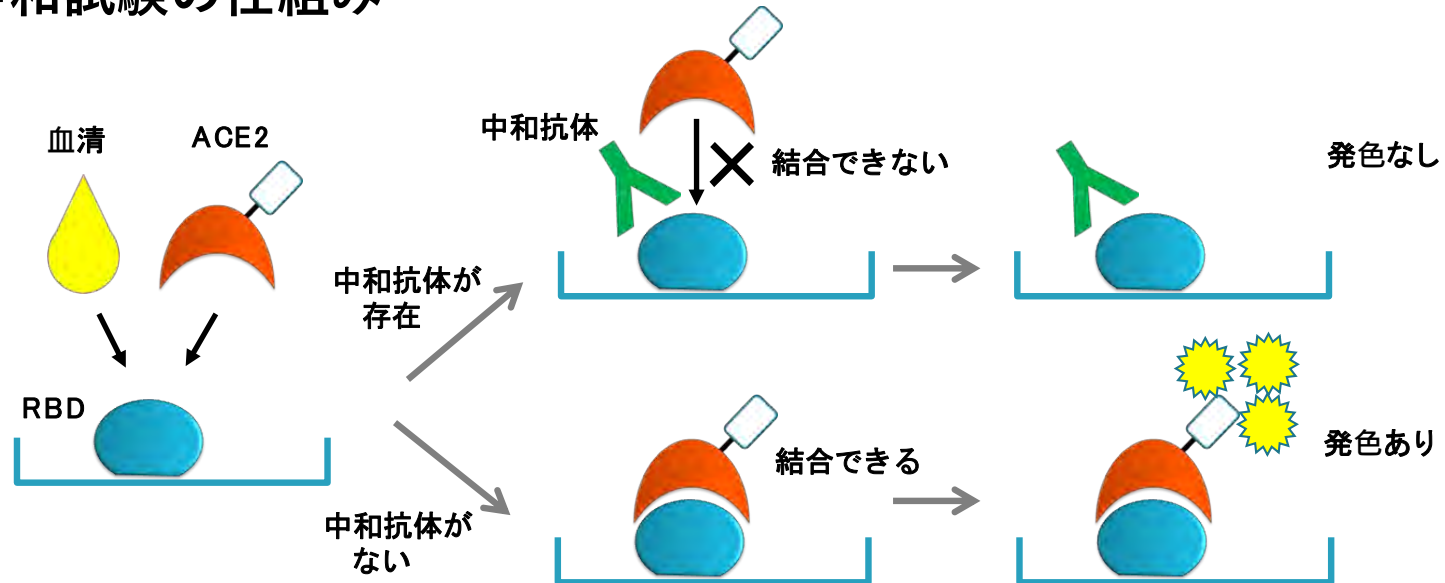 中和試験の仕組み
血清
ACE2
RBD
中和抗体が
存在
中和抗体が
ない
中和抗体
結合できない
発色なし
結合できる
発色あり